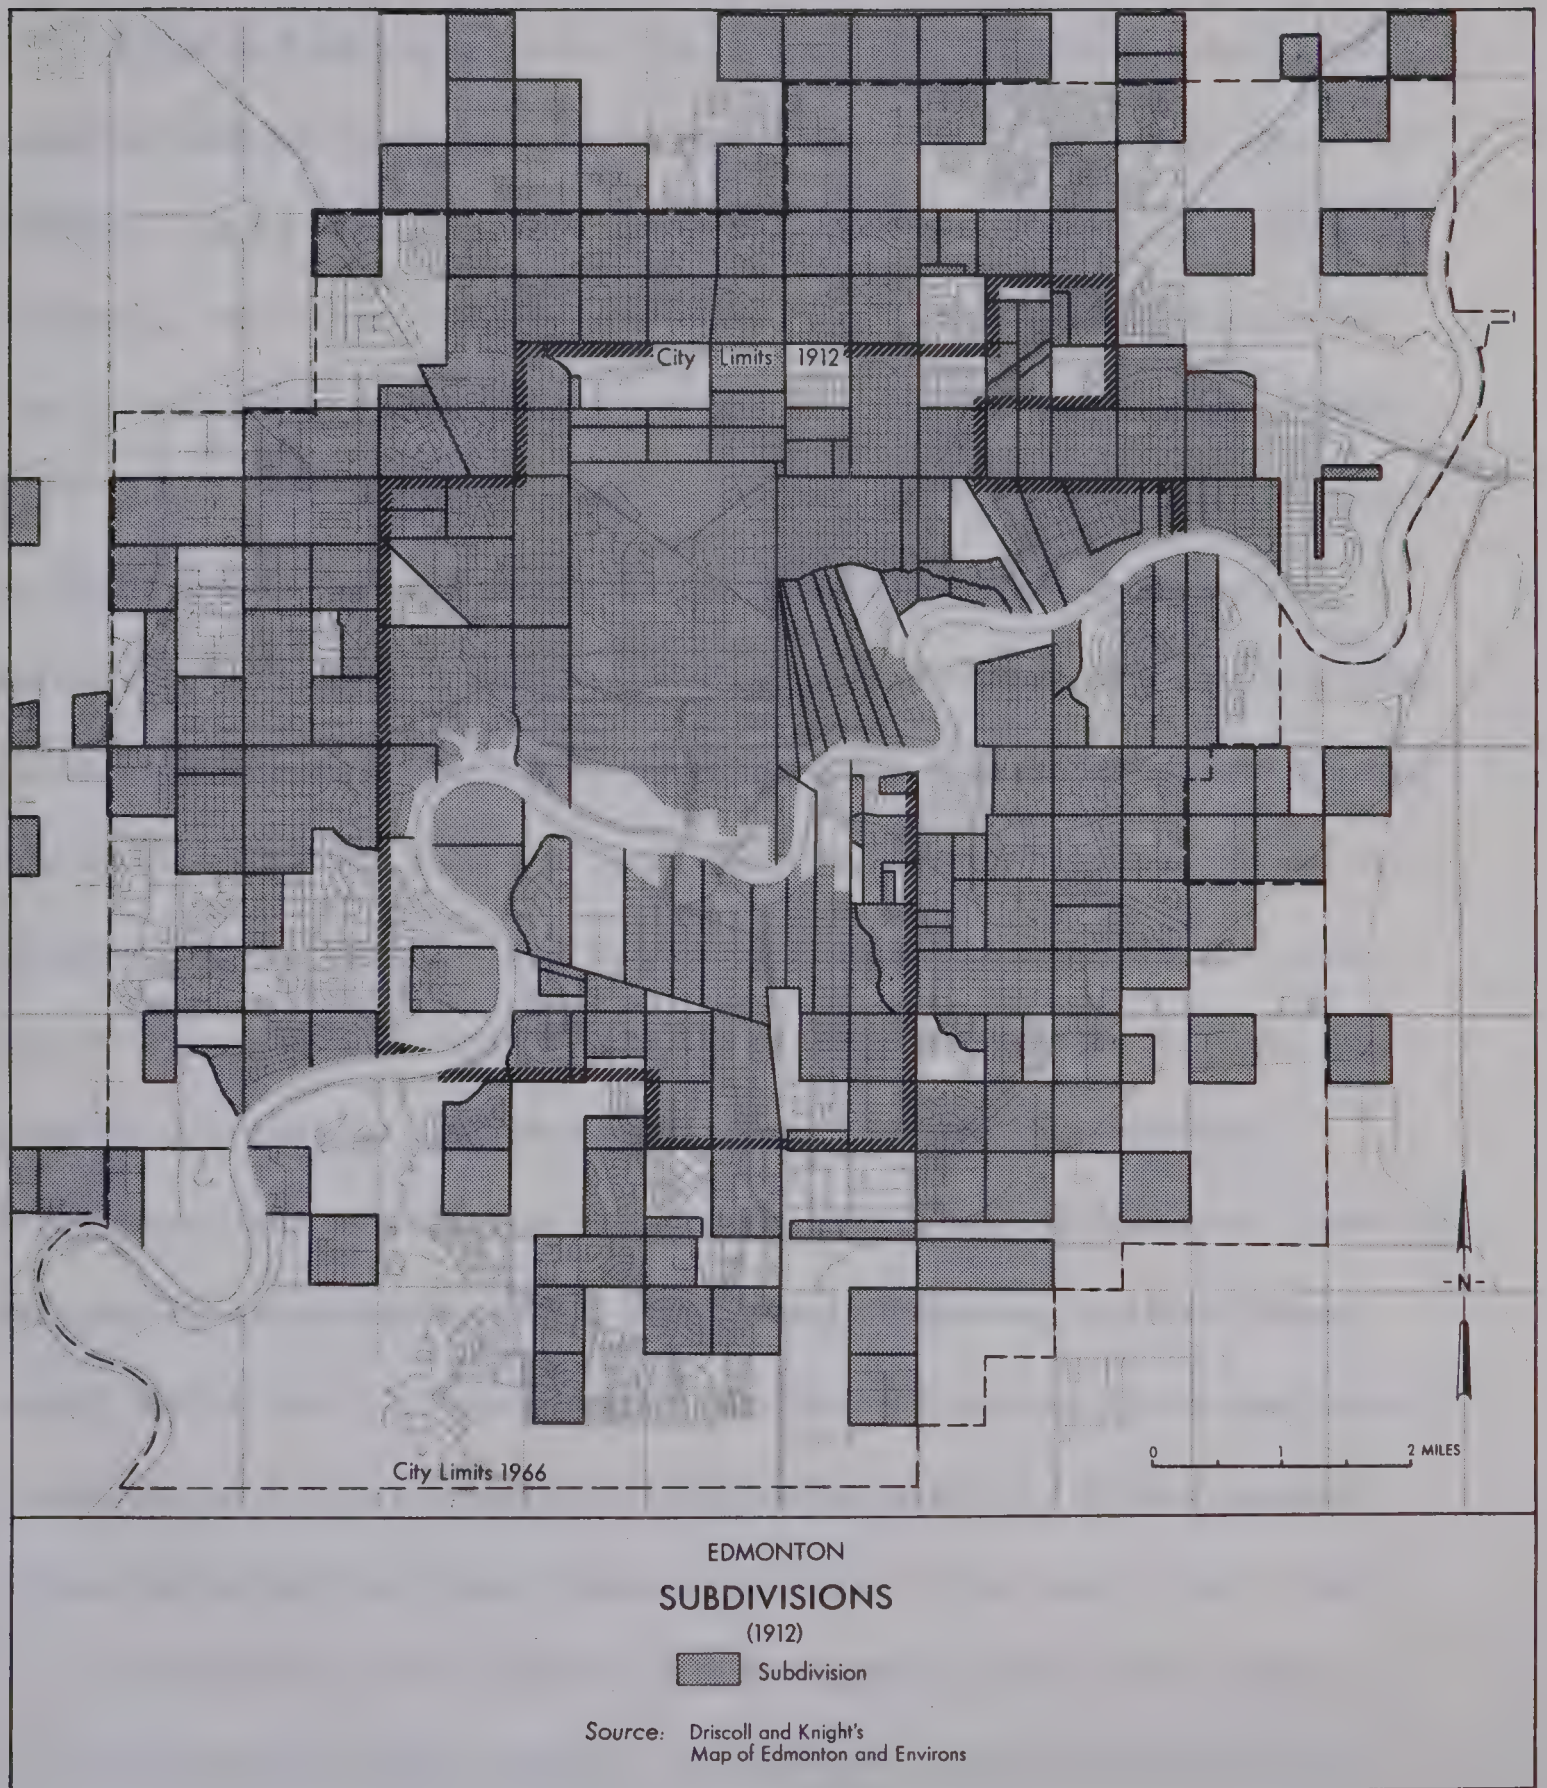 City Limits 1912
-N-
0 1 2 MILES
City Limits 1966
EDMONTON
SUBDIVISIONS
(1912)
Subdivision
Source: Driscoll and Knight's
Map of Edmonton and Environs